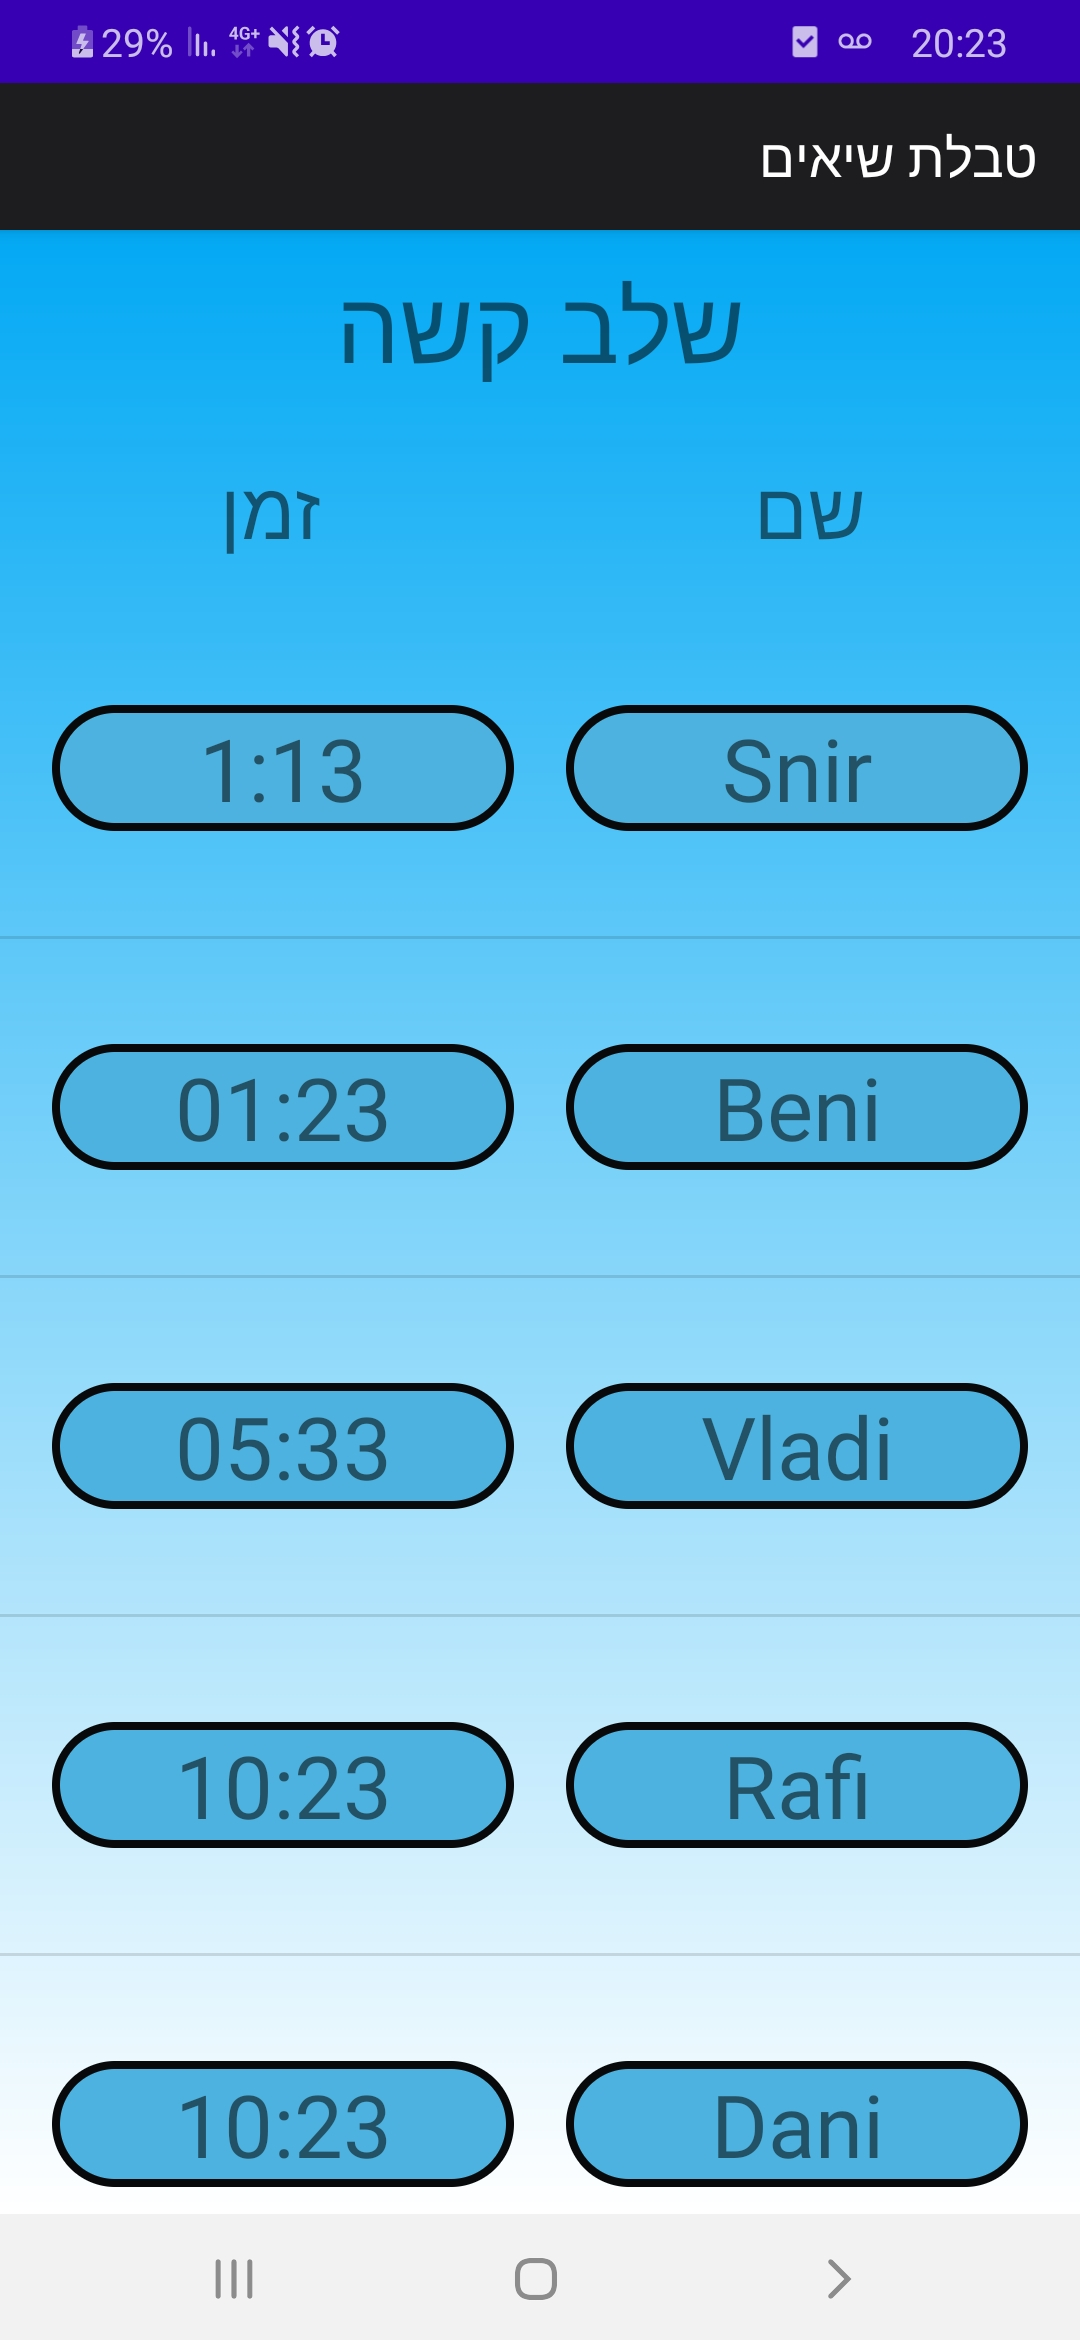 29% 4G+ 20:23
טבלת שיאים
שלב קשה
שם זמן
Snir 1:13
Beni 01:23
Vladi 05:33
Rafi 10:23
Dani 10:23